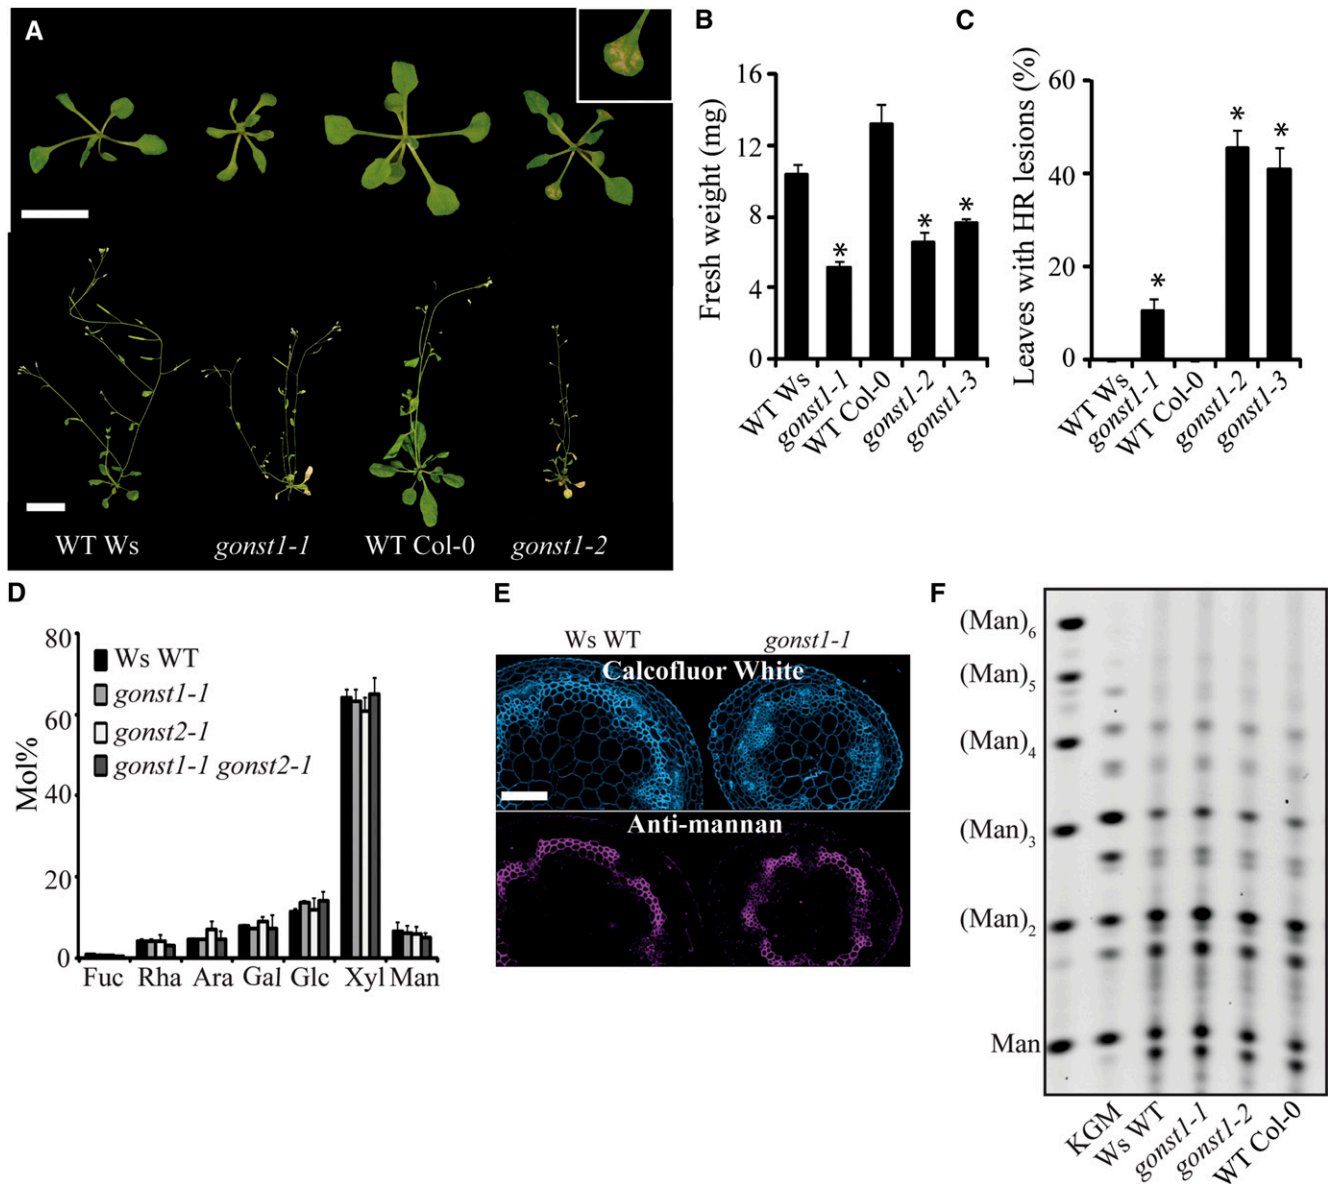 A
WT Ws
gonst1-1
WT Col-0
gonst1-2
B
Fresh weight (mg)
16
12
8
4
0
*
*
*
WT Ws
gonst1-1
WT Col-0
gonst1-2
gonst1-3
C
Leaves with HR lesions (%)
60
40
20
0
*
*
*
WT Ws
gonst1-1
WT Col-0
gonst1-2
gonst1-3
D
Mol%
80
60
40
20
0
Ws WT
gonst1-1
gonst2-1
gonst1-1 gonst2-1
Fuc Rha Ara Gal Glc Xyl Man
E
Ws WT
gonst1-1
Calcofluor White
Anti-mannan
F
(Man)6
(Man)5
(Man)4
(Man)3
(Man)2
Man
KGM
Ws WT
gonst1-1
gonst1-2
WT Col-0